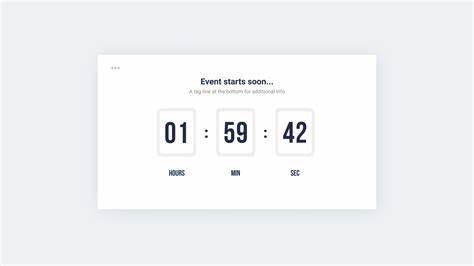 Event starts soon...
A tag line at the bottom for additional info
01 : 59 : 42
HOURS MIN SEC